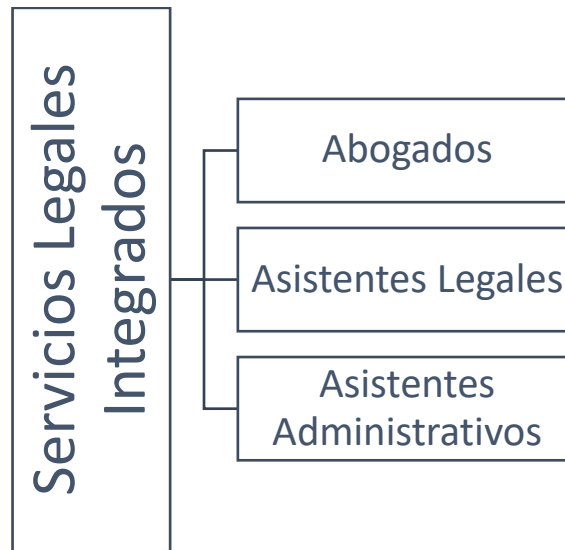 Servicios Legales
Integrados
Abogados
Asistentes Legales
Asistentes
Administrativos